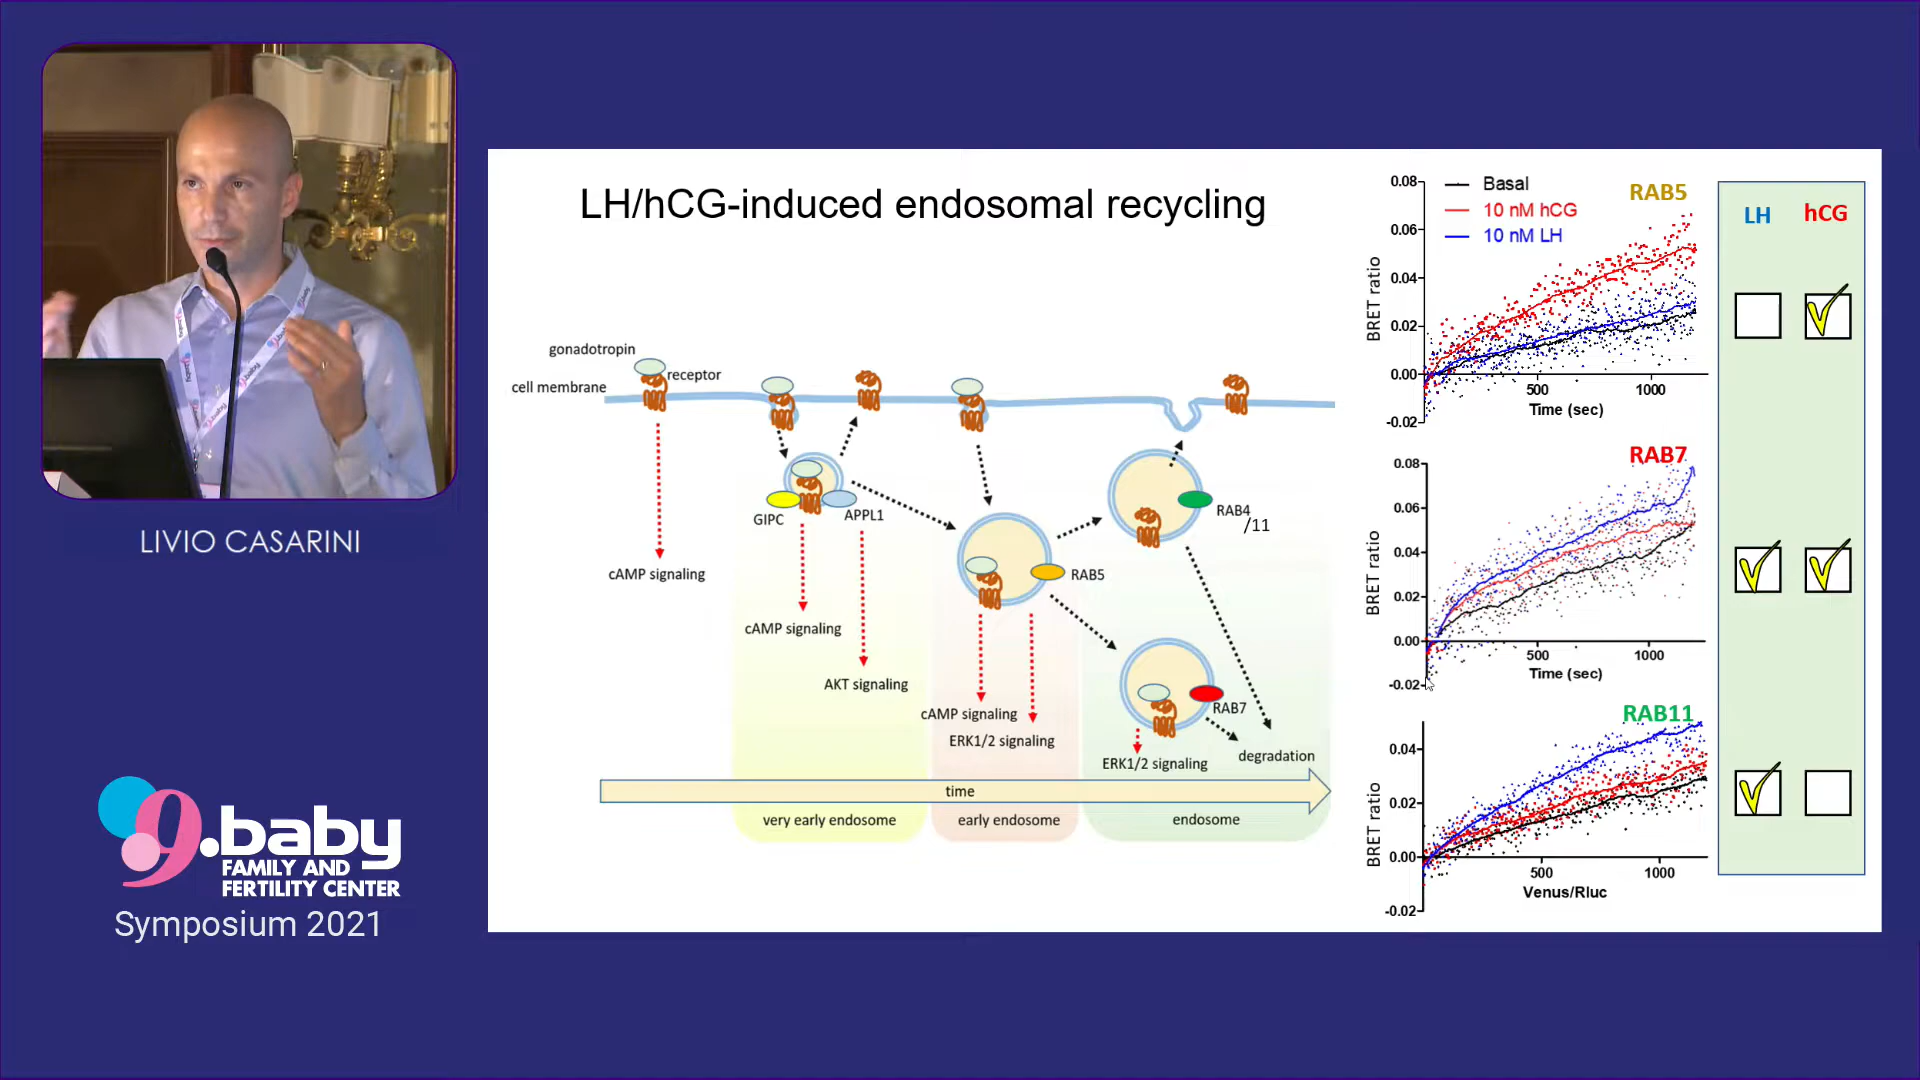 LIVIO CASARINI
9.baby
FAMILY AND
FERTILITY CENTER
Symposium 2021
LH/hCG-induced endosomal recycling
gonadotropin
receptor
cell membrane
GIPC
APPL1
RAB4
/11
RAB5
cAMP signaling
cAMP signaling
AKT signaling
cAMP signaling
ERK1/2 signaling
RAB7
ERK1/2 signaling
degradation
time
very early endosome
early endosome
endosome
Basal
10 nM hCG
10 nM LH
RAB5
BRET ratio
0.08
0.06
0.04
0.02
0.00
-0.02
500
1000
Time (sec)
RAB7
BRET ratio
0.08
0.06
0.04
0.02
0.00
-0.02
500
1000
Time (sec)
RAB11
BRET ratio
0.04
0.02
0.00
-0.02
500
1000
Venus/Rluc
LH
hCG